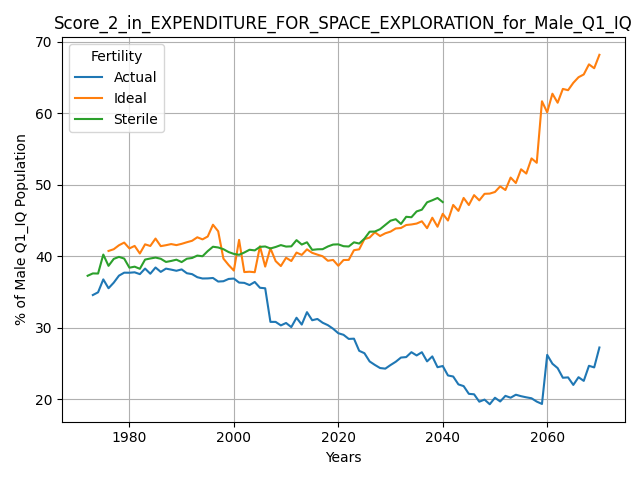 Score_2_in_EXPENDITURE_FOR_SPACE_EXPLORATION_for_Male_Q1_IQ
Fertility
Actual
Ideal
Sterile
% of Male Q1_IQ Population
70
60
50
40
30
20
1980
2000
2020
2040
2060
Years